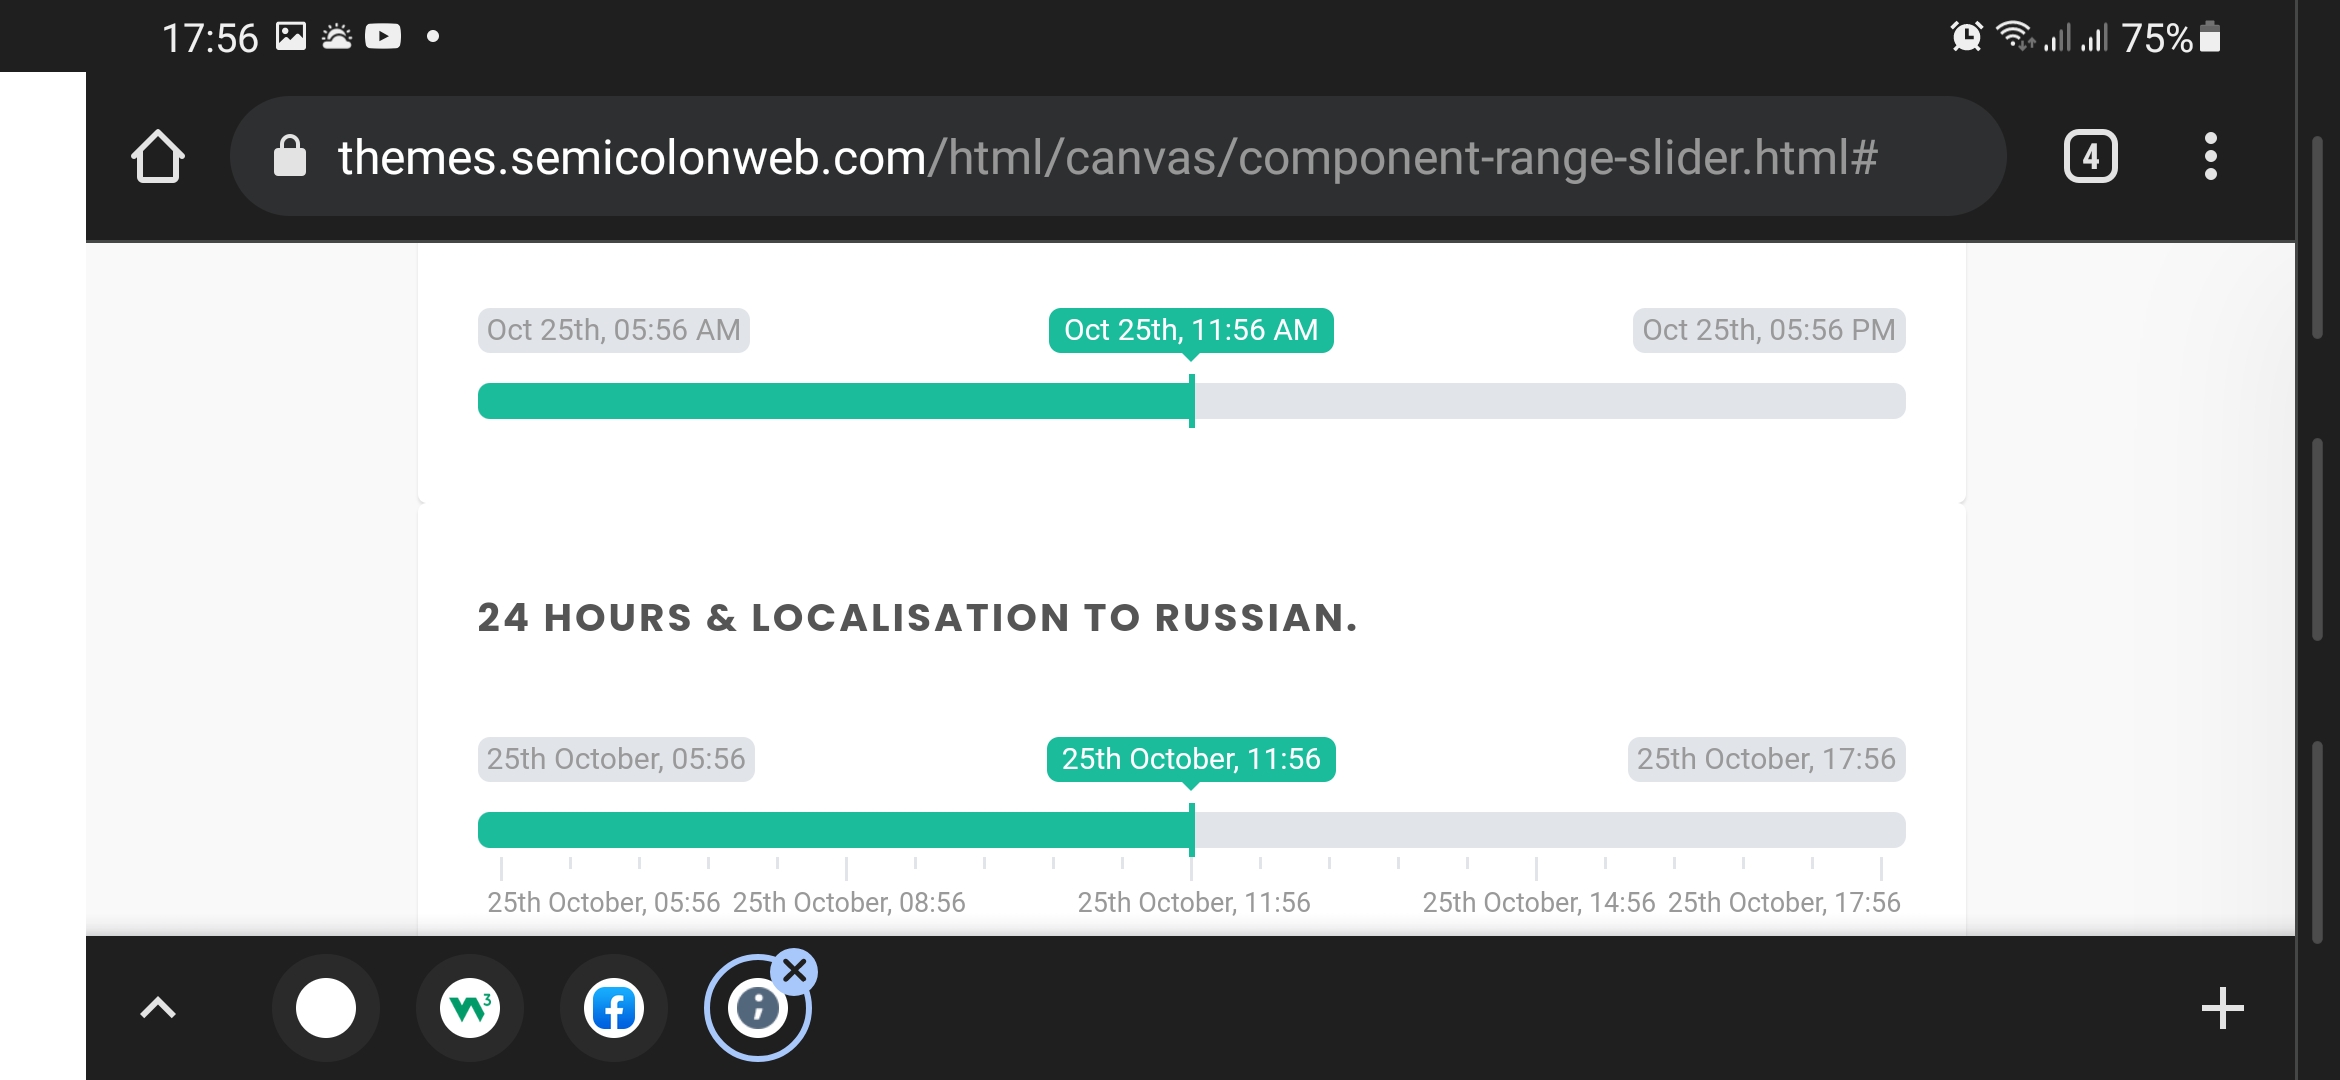 17:56 75%
themes.semicolonweb.com/html/canvas/component-range-slider.html# 4
Oct 25th, 05:56 AM Oct 25th, 11:56 AM Oct 25th, 05:56 PM
24 HOURS & LOCALISATION TO RUSSIAN.
25th October, 05:56 25th October, 11:56 25th October, 17:56
25th October, 05:56 25th October, 08:56 25th October, 11:56 25th October, 14:56 25th October, 17:56
W3 f ;